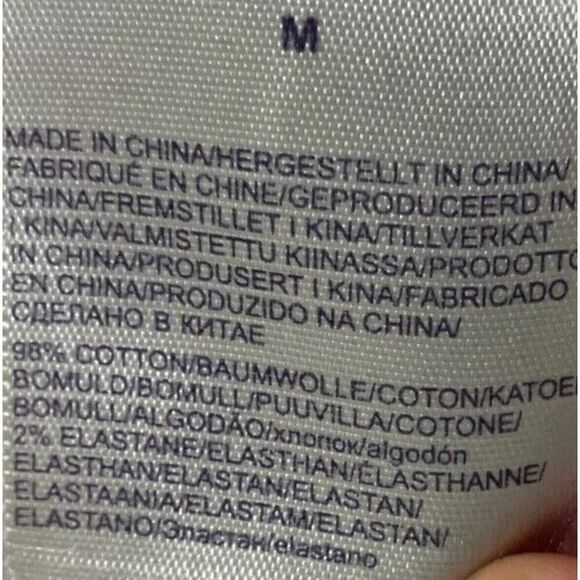 M
MADE IN CHINA/HERGESTELLT IN CHINA/
FABRIQUÉ EN CHINE/GEPRODUCEERD IN
CHINA/FREMSTILLET I KINA/TILLVERKAT
I KINA/VALMISTETTU KIINASSA/PRODOTTO
IN CHINA/PRODUSERT I KINA/FABRICADO
EN CHINA/PRODUZIDO NA CHINA/
СДЕЛАНО В КИТАЕ
98% COTTON/BAUMWOLLE/COTON/KATOE
BOMULD/BOMULL/PUUVILLA/COTONE/
BOMULL/ALGODÃO/хлопок/algodón
2% ELASTANE/ELASTHAN/ÉLASTHANNE/
ELASTHAN/ELASTAN/ELASTAN/
ELASTAANIA/ELASTAM/ELASTAN/
ELASTANO/Эластан/elastano